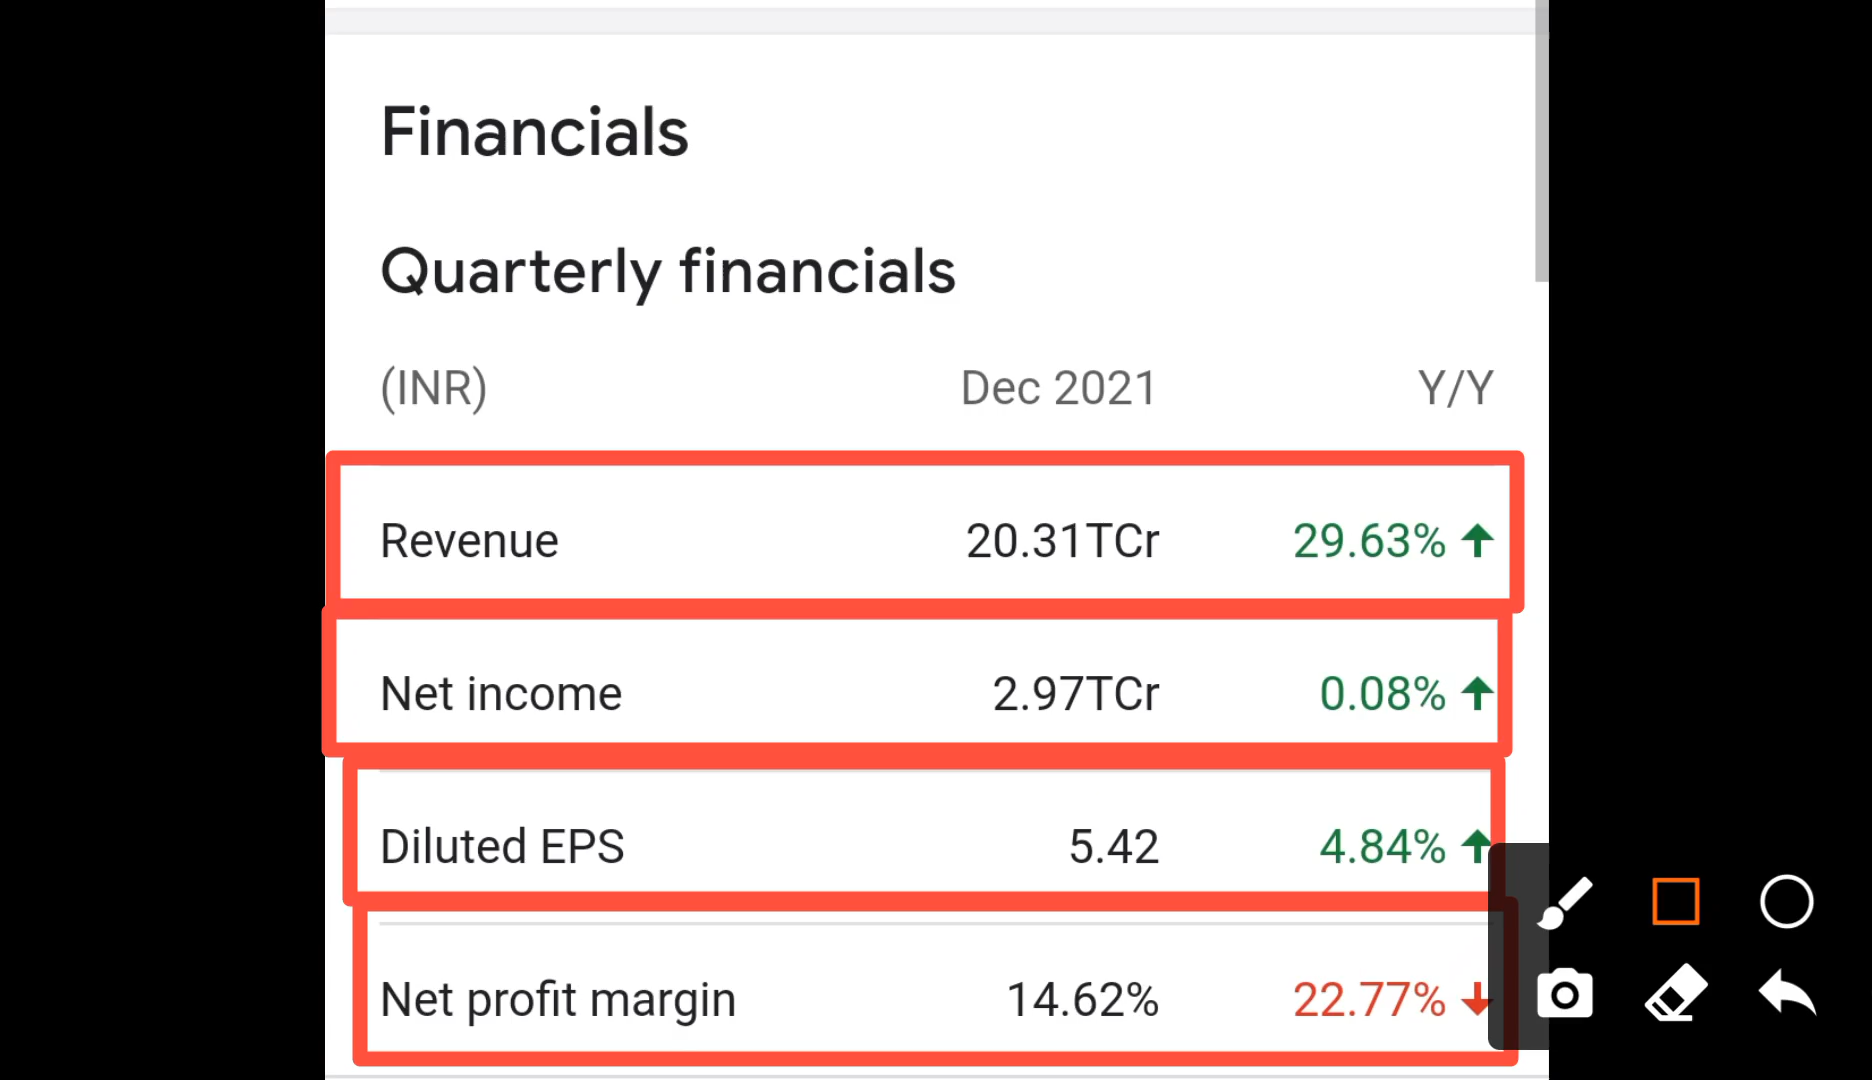 Financials
Quarterly financials
(INR) Dec 2021 Y/Y
Revenue 20.31TCr 29.63%
Net income 2.97TCr 0.08%
Diluted EPS 5.42 4.84%
Net profit margin 14.62% 22.77%